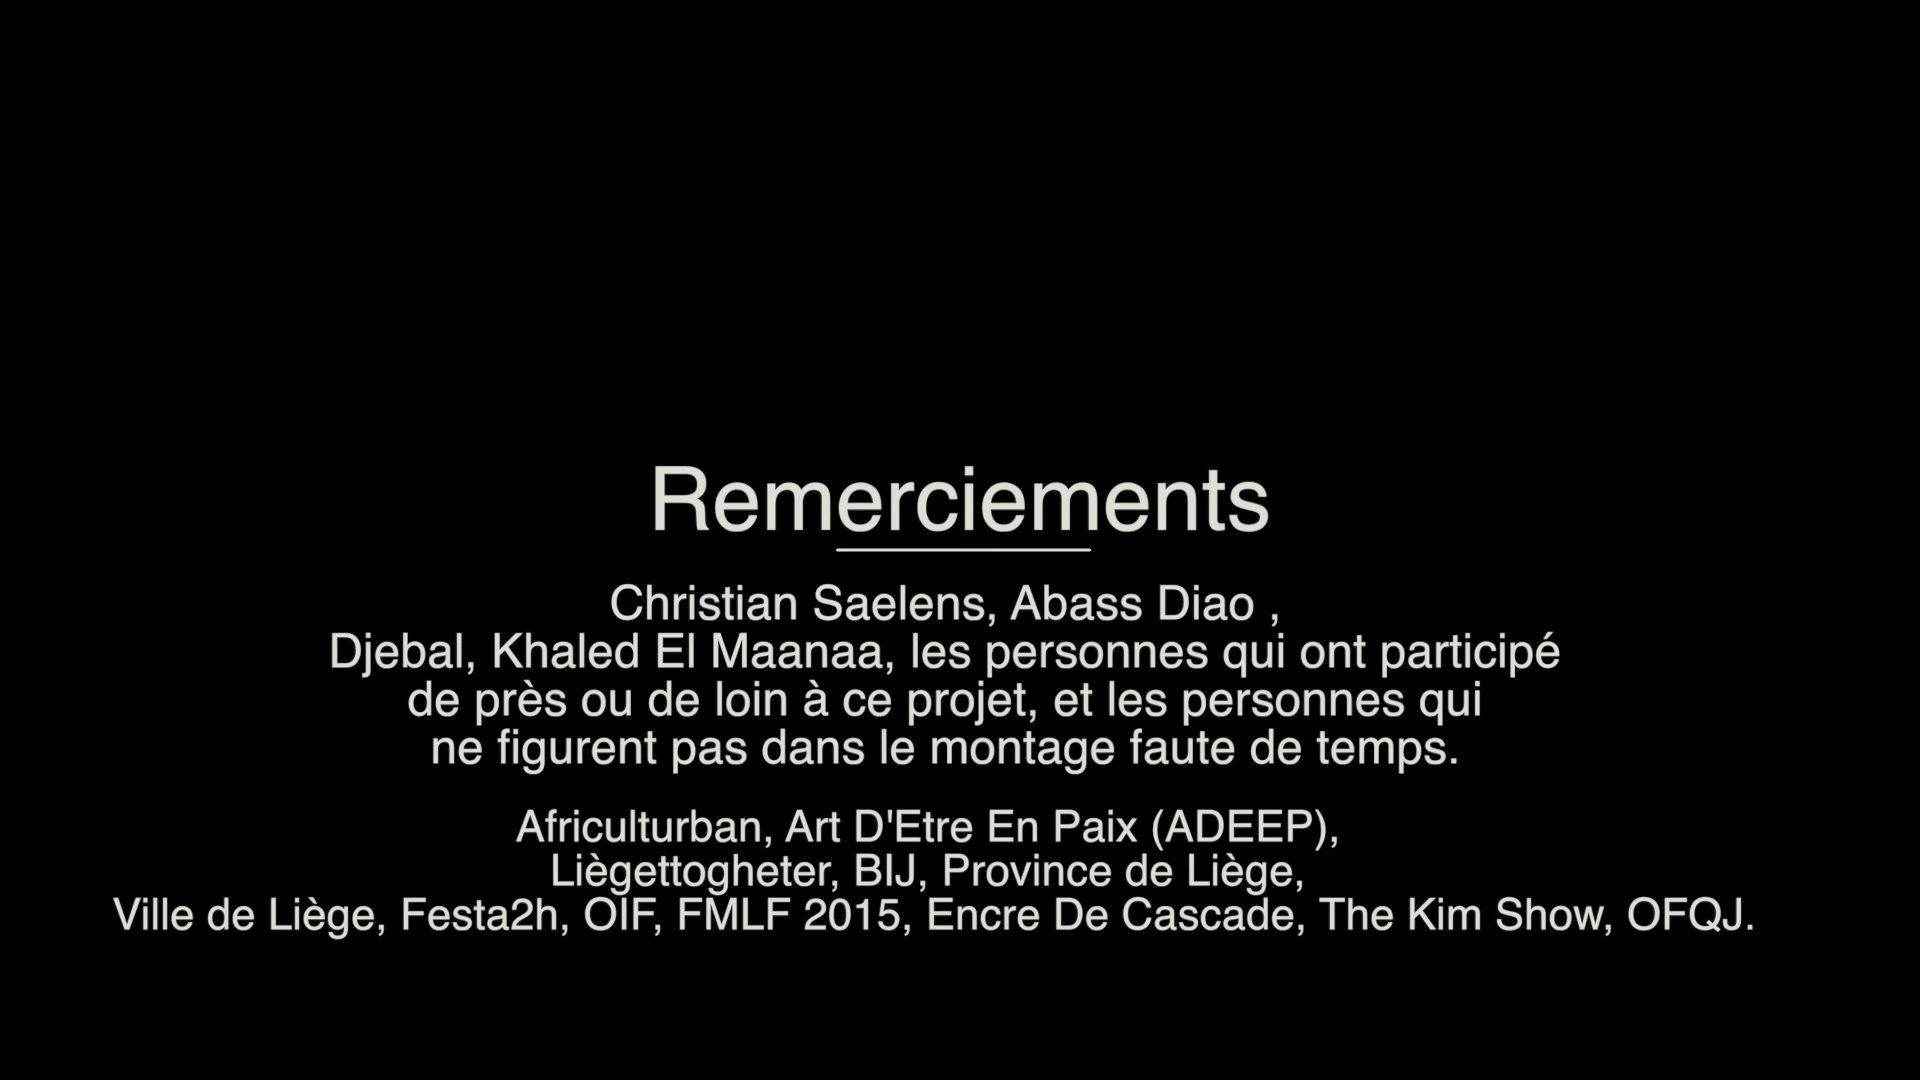 Remerciements
Christian Saelens, Abass Diao ,
Djebal, Khaled El Maanaa, les personnes qui ont participé
de près ou de loin à ce projet, et les personnes qui
ne figurent pas dans le montage faute de temps.
Africulturban, Art D'Etre En Paix (ADEEP),
Liègettogheter, BIJ, Province de Liège,
Ville de Liège, Festa2h, OIF, FMLF 2015, Encre De Cascade, The Kim Show, OFQJ.